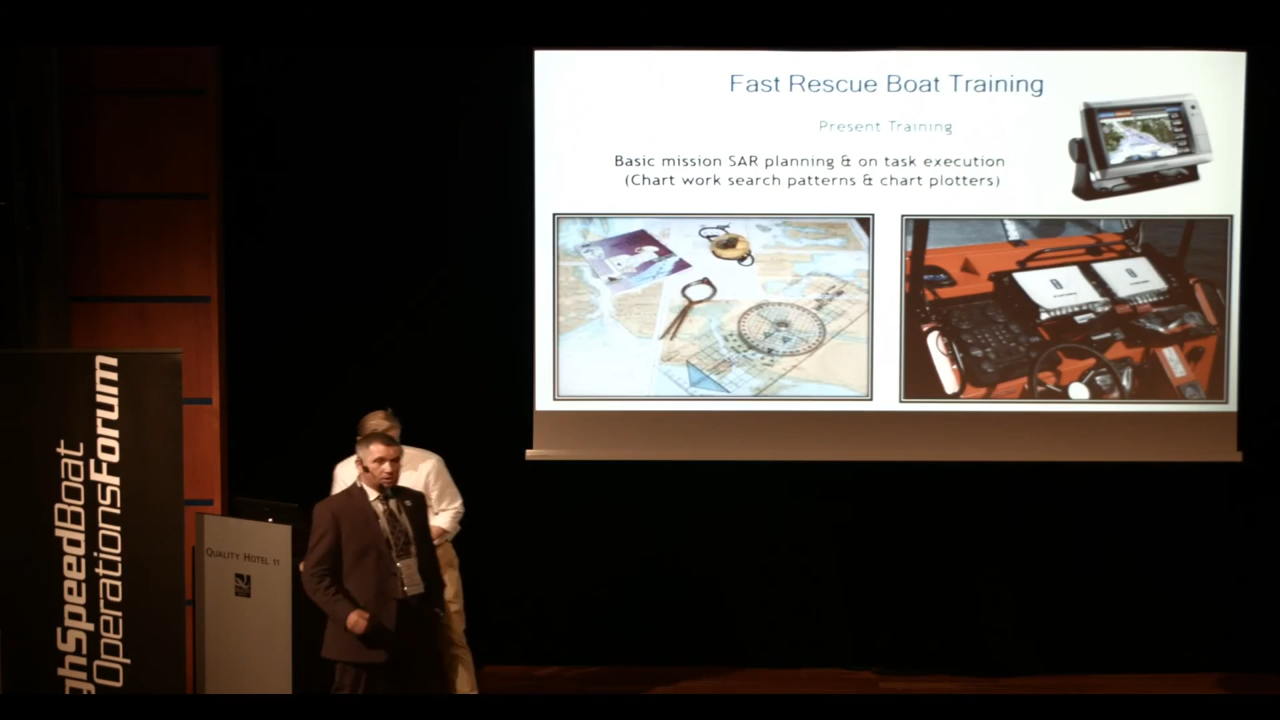 Fast Rescue Boat Training
Present Training
Basic mission SAR planning & on task execution
(Chart work search patterns & chart plotters)
ghSpeedBoat
OperationsForum
QUALITY HOTEL 11